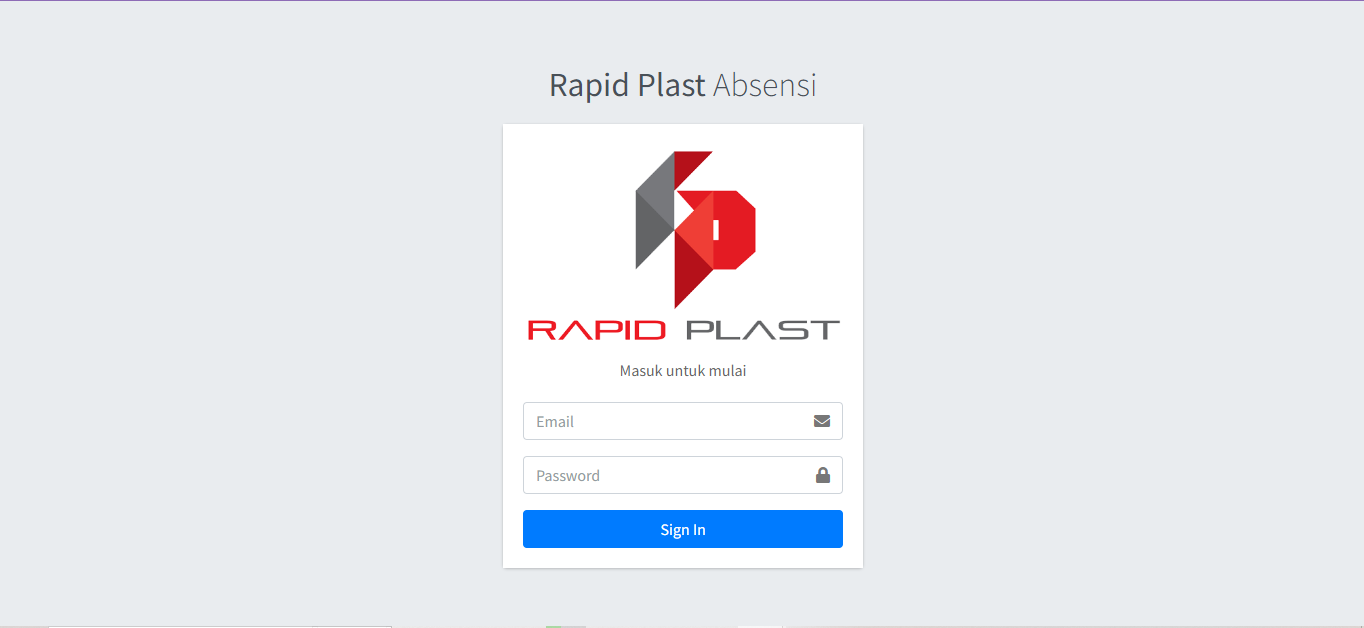 Rapid Plast Absensi
RAPID PLAST
Masuk untuk mulai
Email
Password
Sign In